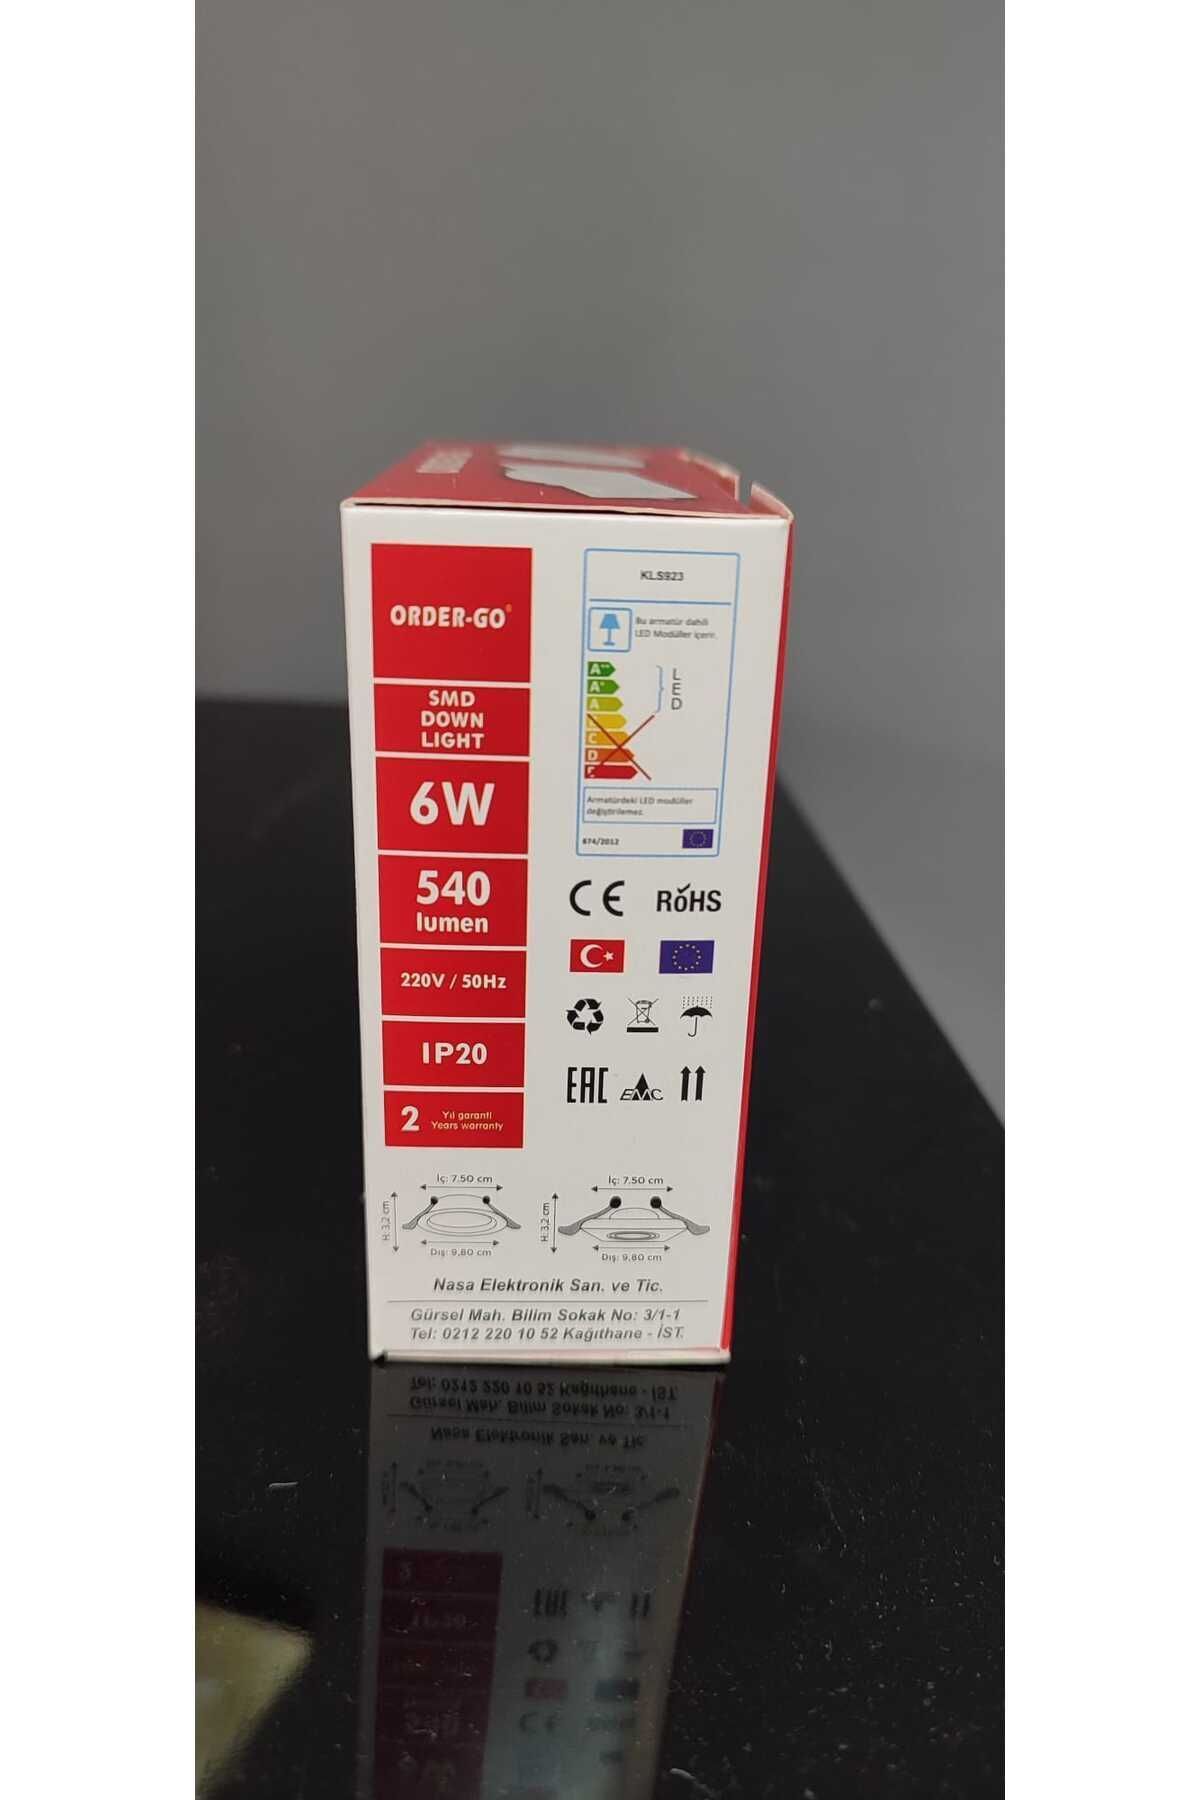 ORDER-GO®
SMD
DOWN
LIGHT
6W
540
lumen
220V / 50Hz
IP20
2 Yıl garanti
Years warranty
KLS923
Bu armatür dahili
LED Modüller içerir.
A++
A+
A
C
D
L
E
D
Armatürdeki LED modüller
değiştirilemez.
874/2012
CE RoHS
EAC EMC
İç: 7.50 cm
H: 3,2 cm
Dış: 9,80 cm
İç: 7.50 cm
H: 3,2 cm
Dış: 9,80 cm
Nasa Elektronik San. ve Tic.
Gürsel Mah. Bilim Sokak No: 3/1-1
Tel: 0212 220 10 52 Kağıthane - İST.